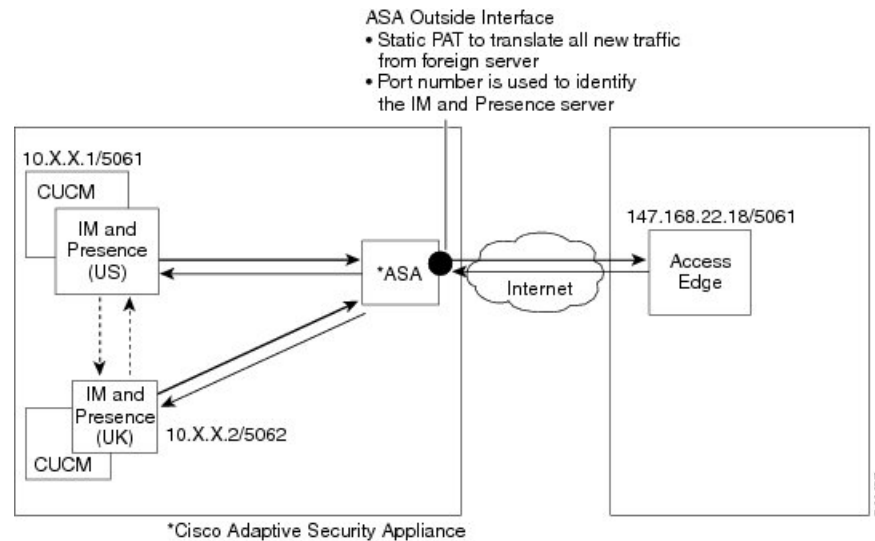 ASA Outside Interface
• Static PAT to translate all new traffic
from foreign server
• Port number is used to identify
the IM and Presence server
10.X.X.1/5061
CUCM
IM and
Presence
(US)
*ASA
Internet
147.168.22.18/5061
Access
Edge
IM and
Presence
(UK)
10.X.X.2/5062
CUCM
*Cisco Adaptive Security Appliance